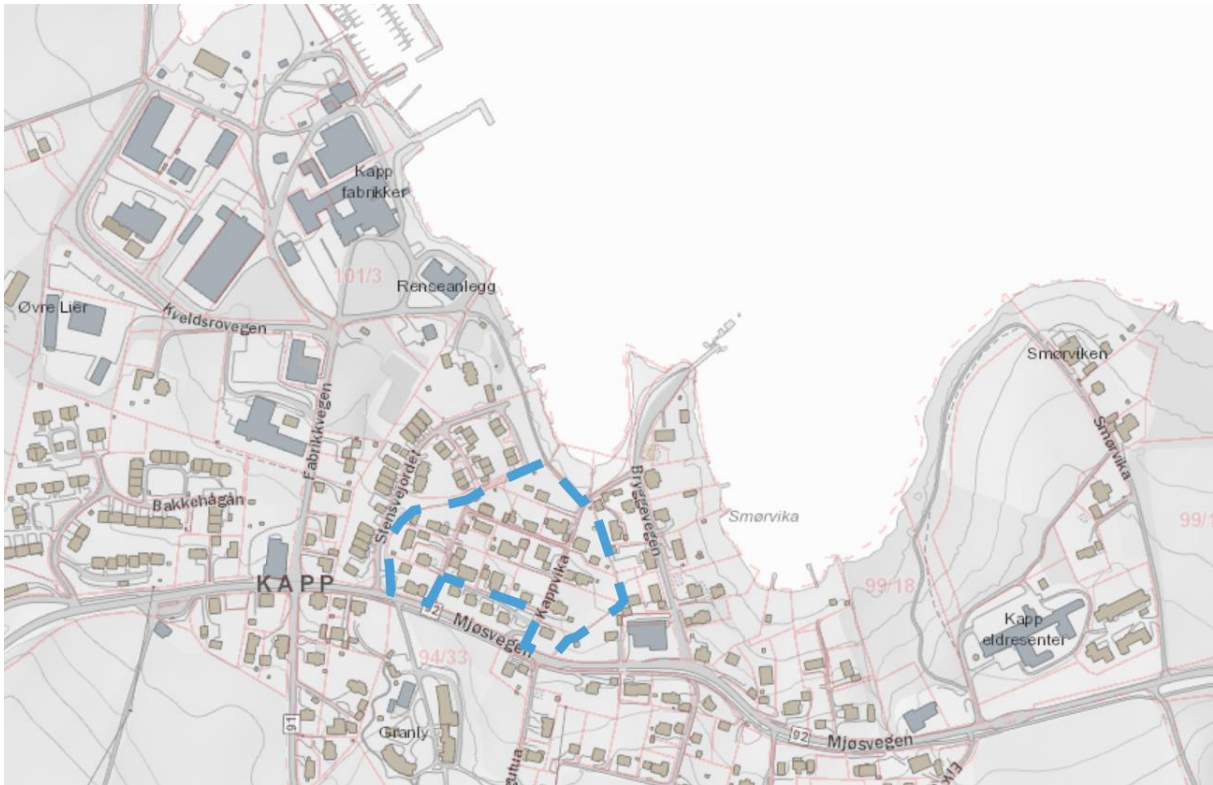 Kapp
fabrikker
101/3
Renseanlegg
Øvre Lier
Kveldsrovegen
Smørviken
Fabrikkvegen
Smørvika
Stensvejordet
Bryggevegen
Bakkehagan
Smørvika
99/1
KAPP
99/18
Kappvika
92
Kapp
eldresenter
Mjøsvegen
94/33
91
Granly
92
Mjøsvegen